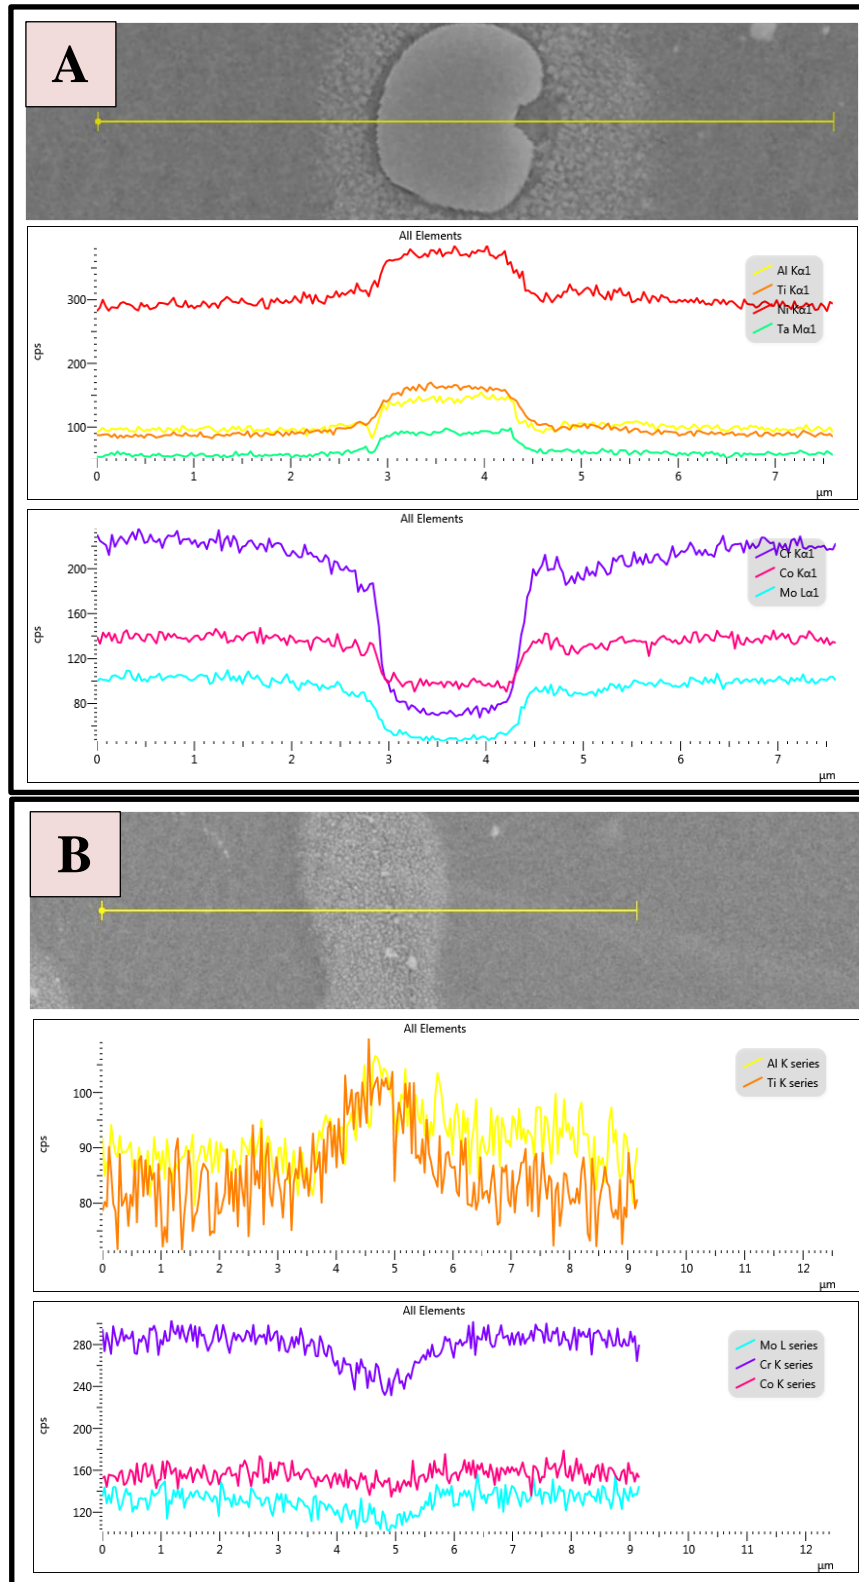 A
All Elements
Al Kα1
Ti Kα1
Ni Kα1
Ta Mα1
cps
300
200
100
0 1 2 3 4 5 6 7
µm
All Elements
Cr Kα1
Co Kα1
Mo Lα1
cps
200
160
120
80
0 1 2 3 4 5 6 7
µm
B
All Elements
Al K series
Ti K series
cps
100
90
80
0 1 2 3 4 5 6 7 8 9 10 11 12
µm
All Elements
Mo L series
Cr K series
Co K series
cps
280
240
200
160
120
0 1 2 3 4 5 6 7 8 9 10 11 12
µm